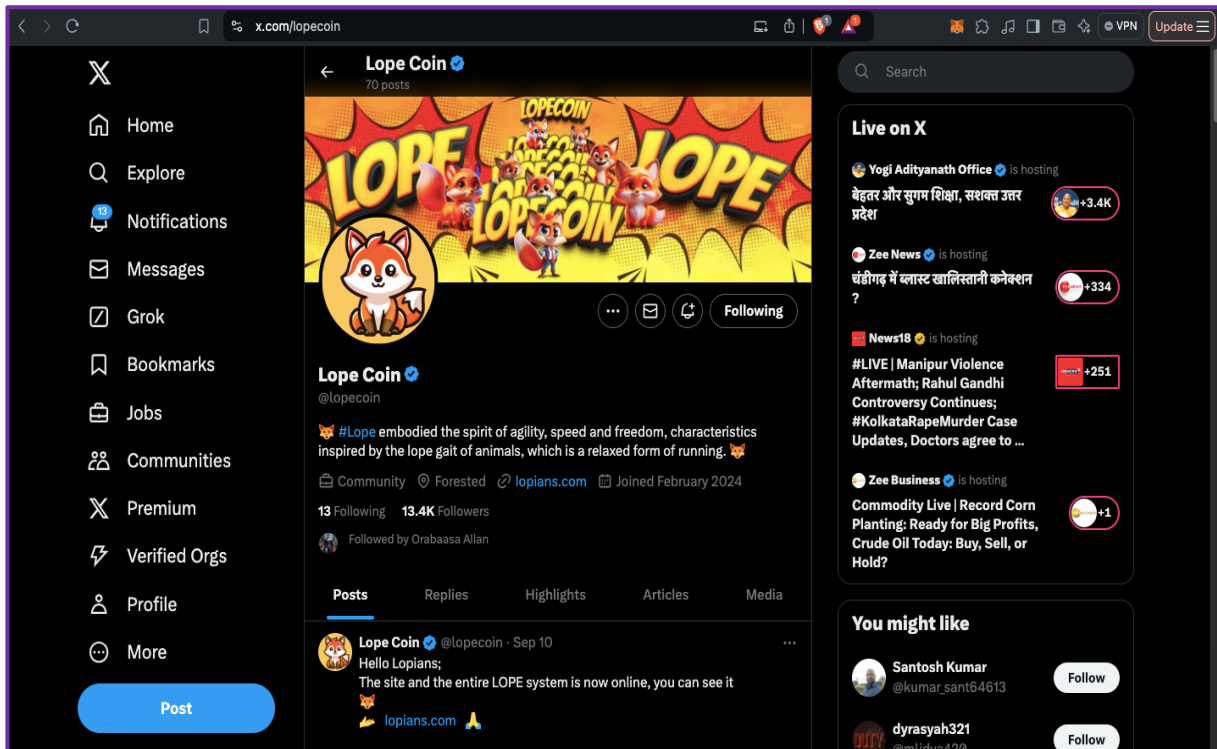 x.com/lopecoin
1
VPN
Update
Home
Explore
13
Notifications
Messages
Grok
Bookmarks
Jobs
Communities
Premium
Verified Orgs
Profile
More
Post
Lope Coin
70 posts
LOPECOIN
LOPE
LOPE
LOPECOIN
Following
Lope Coin
@lopecoin
#Lope embodied the spirit of agility, speed and freedom, characteristics
inspired by the lope gait of animals, which is a relaxed form of running.
Community Forested lopians.com Joined February 2024
13 Following 13.4K Followers
Followed by Orabaasa Allan
Posts Replies Highlights Articles Media
Lope Coin @lopecoin · Sep 10
Hello Lopians;
The site and the entire LOPE system is now online, you can see it
lopians.com
Search
Live on X
Yogi Adityanath Office is hosting
बेहतर और सुगम शिक्षा, सशक्त उत्तर
प्रदेश
+3.4K
Zee News is hosting
चंडीगढ़ में ब्लास्ट खालिस्तानी कनेक्शन
?
+334
News18 is hosting
#LIVE | Manipur Violence
Aftermath; Rahul Gandhi
Controversy Continues;
#KolkataRapeMurder Case
Updates, Doctors agree to ...
+251
Zee Business is hosting
Commodity Live | Record Corn
Planting: Ready for Big Profits,
Crude Oil Today: Buy, Sell, or
Hold?
+1
You might like
Santosh Kumar
@kumar_sant64613
Follow
dyrasyah321
Follow